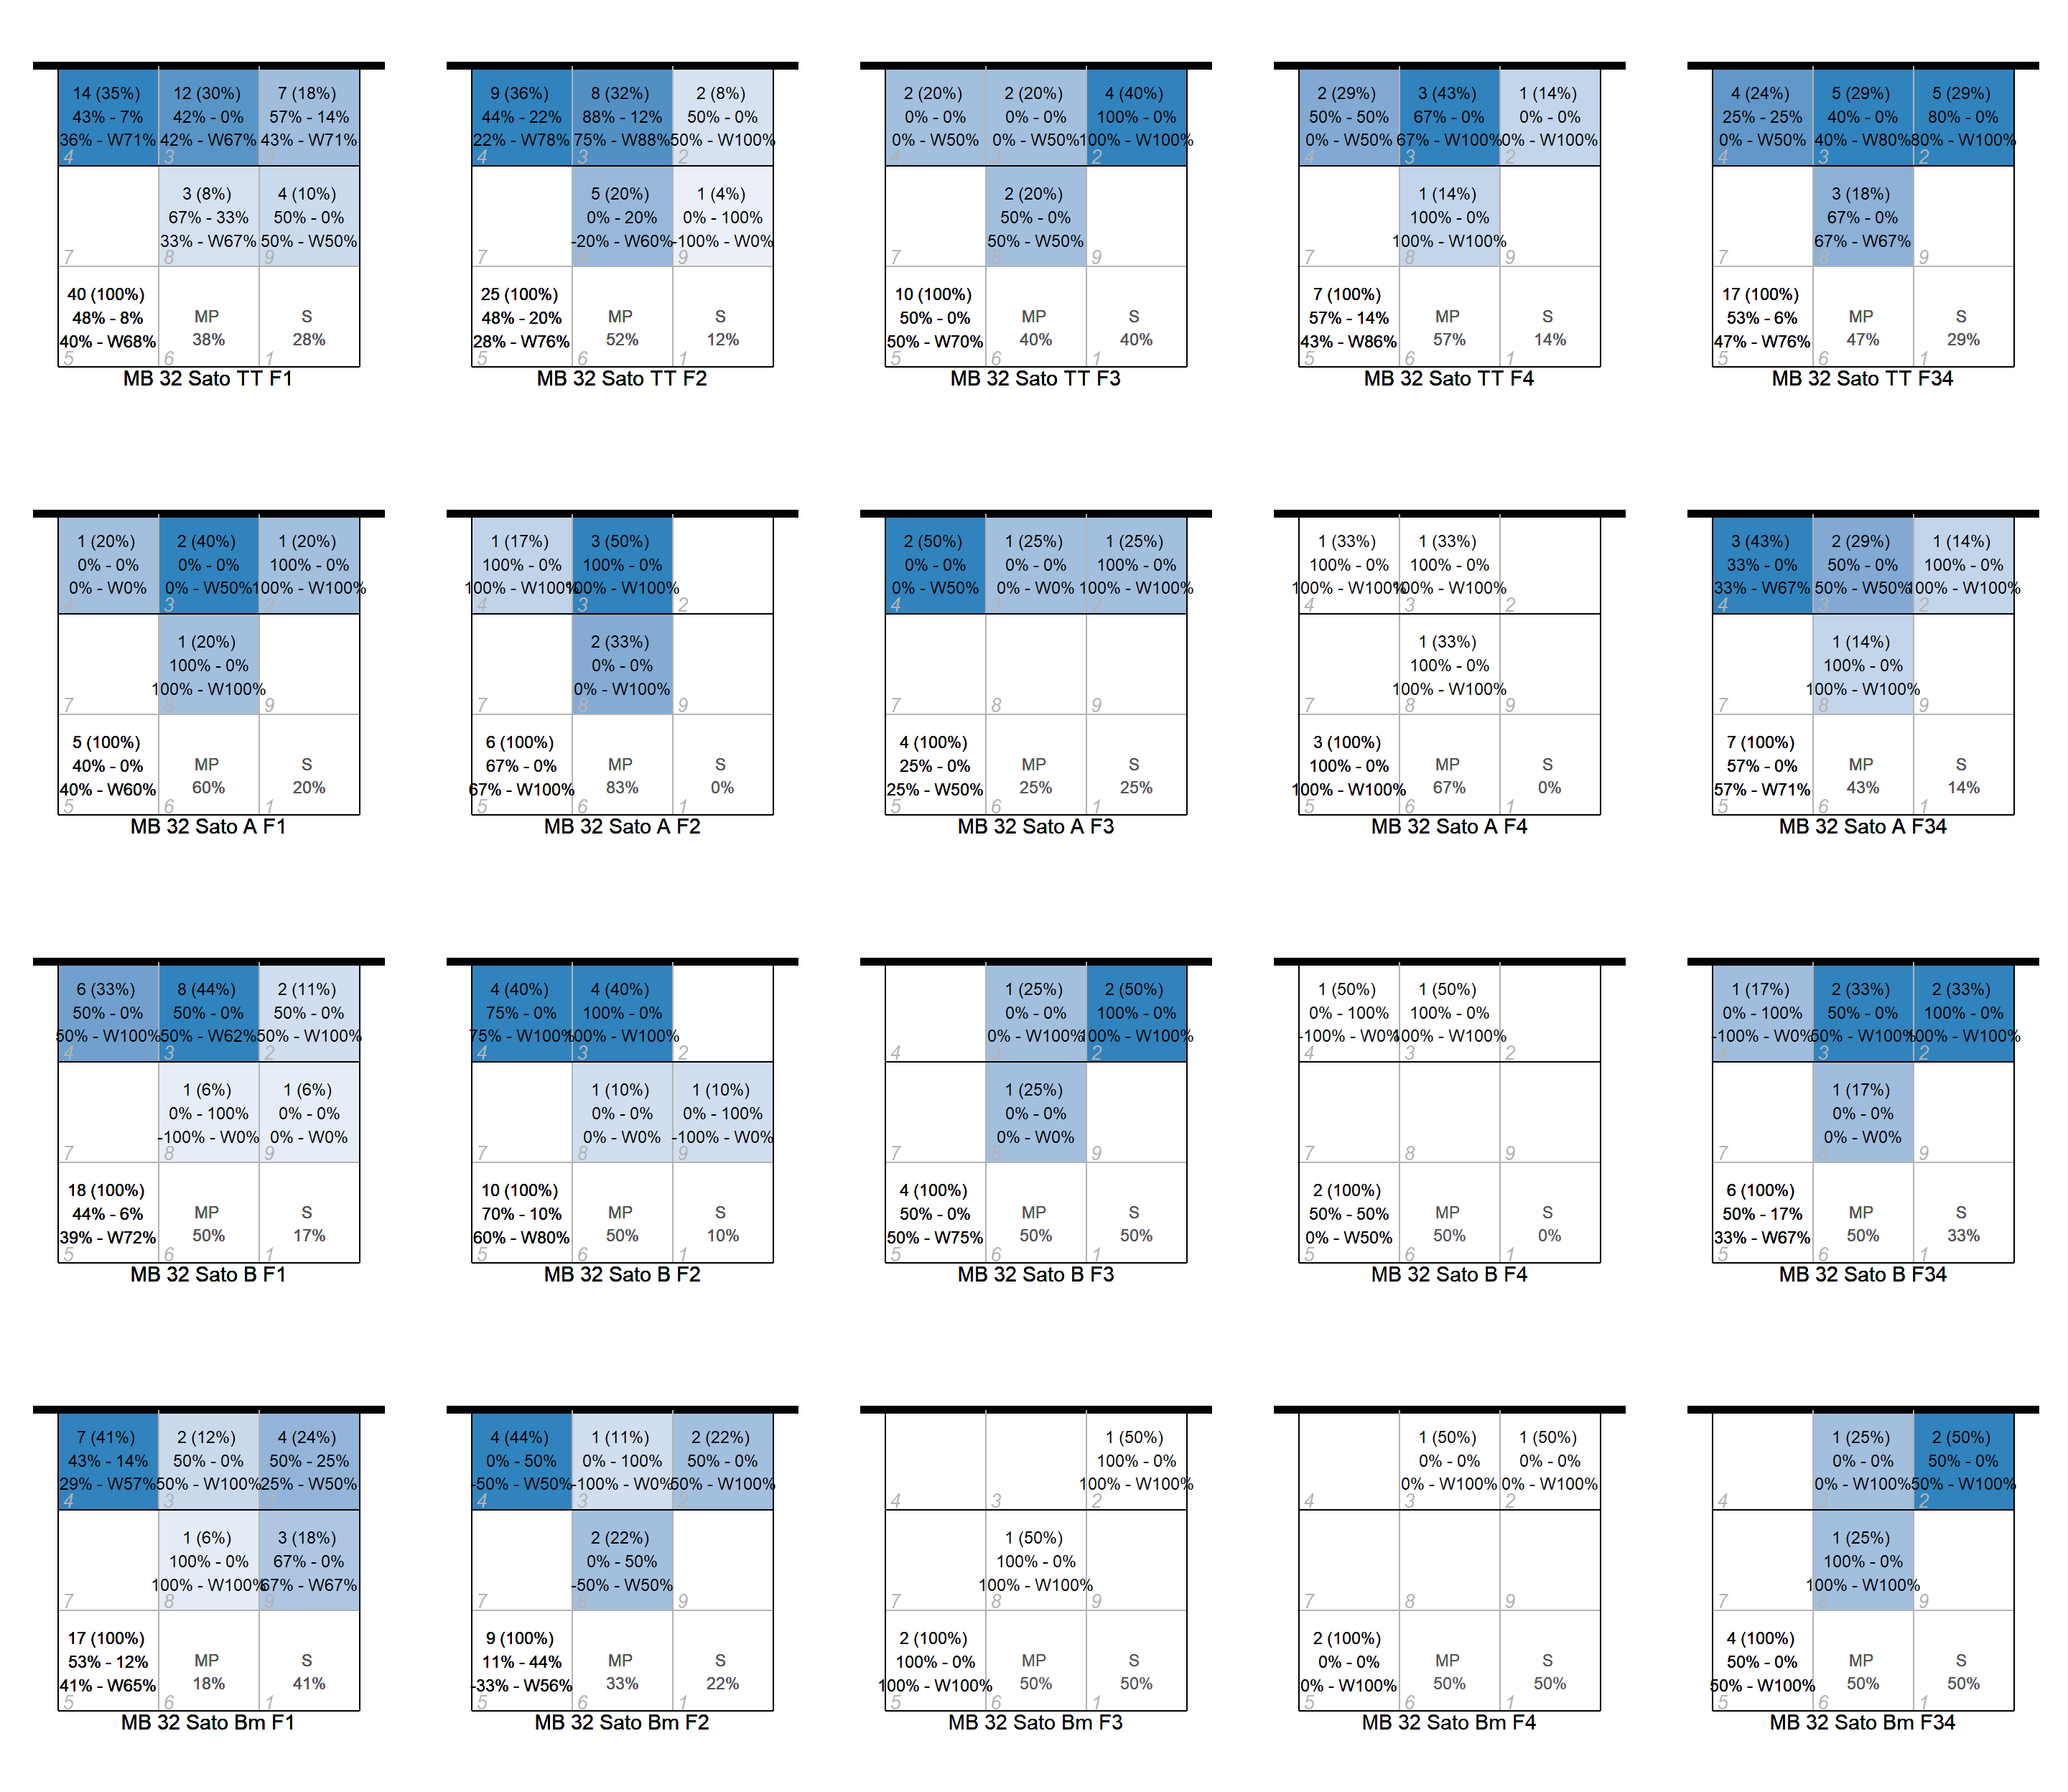 14 (35%)
43% - 7%
36% - W71%
4
12 (30%)
42% - 0%
42% - W67%
3
7 (18%)
57% - 14%
43% - W71%
2
7
3 (8%)
67% - 33%
33% - W67%
8
4 (10%)
50% - 0%
50% - W50%
9
40 (100%)
48% - 8%
40% - W68%
5
MP
38%
6
S
28%
1
MB 32 Sato TT F1
9 (36%)
44% - 22%
22% - W78%
4
8 (32%)
88% - 12%
75% - W88%
3
2 (8%)
50% - 0%
50% - W100%
2
7
5 (20%)
0% - 20%
-20% - W60%
8
1 (4%)
0% - 100%
-100% - W0%
9
25 (100%)
48% - 20%
28% - W76%
5
MP
52%
6
S
12%
1
MB 32 Sato TT F2
2 (20%)
0% - 0%
0% - W50%
4
2 (20%)
0% - 0%
0% - W50%
3
4 (40%)
100% - 0%
100% - W100%
2
7
2 (20%)
50% - 0%
50% - W50%
8
9
10 (100%)
50% - 0%
50% - W70%
5
MP
40%
6
S
40%
1
MB 32 Sato TT F3
2 (29%)
50% - 50%
0% - W50%
4
3 (43%)
67% - 0%
67% - W100%
3
1 (14%)
0% - 0%
0% - W100%
2
7
1 (14%)
100% - 0%
100% - W100%
8
9
7 (100%)
57% - 14%
43% - W86%
5
MP
57%
6
S
14%
1
MB 32 Sato TT F4
4 (24%)
25% - 25%
0% - W50%
4
5 (29%)
40% - 0%
40% - W80%
3
5 (29%)
80% - 0%
80% - W100%
2
7
3 (18%)
67% - 0%
67% - W67%
8
9
17 (100%)
53% - 6%
47% - W76%
5
MP
47%
6
S
29%
1
MB 32 Sato TT F34
1 (20%)
0% - 0%
0% - W0%
4
2 (40%)
0% - 0%
0% - W50%
3
1 (20%)
100% - 0%
100% - W100%
2
7
1 (20%)
100% - 0%
100% - W100%
8
9
5 (100%)
40% - 0%
40% - W60%
5
MP
60%
6
S
20%
1
MB 32 Sato A F1
1 (17%)
100% - 0%
100% - W100%
4
3 (50%)
100% - 0%
100% - W100%
3
2
7
2 (33%)
0% - 0%
0% - W100%
8
9
6 (100%)
67% - 0%
67% - W100%
5
MP
83%
6
S
0%
1
MB 32 Sato A F2
2 (50%)
0% - 0%
0% - W50%
4
1 (25%)
0% - 0%
0% - W0%
3
1 (25%)
100% - 0%
100% - W100%
2
7
8
9
4 (100%)
25% - 0%
25% - W50%
5
MP
25%
6
S
25%
1
MB 32 Sato A F3
1 (33%)
100% - 0%
100% - W100%
4
1 (33%)
100% - 0%
100% - W100%
3
2
7
1 (33%)
100% - 0%
100% - W100%
8
9
3 (100%)
100% - 0%
100% - W100%
5
MP
67%
6
S
0%
1
MB 32 Sato A F4
3 (43%)
33% - 0%
33% - W67%
4
2 (29%)
50% - 0%
50% - W50%
3
1 (14%)
100% - 0%
100% - W100%
2
7
1 (14%)
100% - 0%
100% - W100%
8
9
7 (100%)
57% - 0%
57% - W71%
5
MP
43%
6
S
14%
1
MB 32 Sato A F34
6 (33%)
50% - 0%
50% - W100%
4
8 (44%)
50% - 0%
50% - W62%
3
2 (11%)
50% - 0%
50% - W100%
2
7
1 (6%)
0% - 100%
-100% - W0%
8
1 (6%)
0% - 0%
0% - W0%
9
18 (100%)
44% - 6%
39% - W72%
5
MP
50%
6
S
17%
1
MB 32 Sato B F1
4 (40%)
75% - 0%
75% - W100%
4
4 (40%)
100% - 0%
100% - W100%
3
2
7
1 (10%)
0% - 0%
0% - W0%
8
1 (10%)
0% - 100%
-100% - W0%
9
10 (100%)
70% - 10%
60% - W80%
5
MP
50%
6
S
10%
1
MB 32 Sato B F2
4
1 (25%)
0% - 0%
0% - W100%
3
2 (50%)
100% - 0%
100% - W100%
2
7
1 (25%)
0% - 0%
0% - W0%
8
9
4 (100%)
50% - 0%
50% - W75%
5
MP
50%
6
S
50%
1
MB 32 Sato B F3
1 (50%)
0% - 100%
-100% - W0%
4
1 (50%)
100% - 0%
100% - W100%
3
2
7
8
9
2 (100%)
50% - 50%
0% - W50%
5
MP
50%
6
S
0%
1
MB 32 Sato B F4
1 (17%)
0% - 100%
-100% - W0%
4
2 (33%)
50% - 0%
50% - W100%
3
2 (33%)
100% - 0%
100% - W100%
2
7
1 (17%)
0% - 0%
0% - W0%
8
9
6 (100%)
50% - 17%
33% - W67%
5
MP
50%
6
S
33%
1
MB 32 Sato B F34
7 (41%)
43% - 14%
29% - W57%
4
2 (12%)
50% - 0%
50% - W100%
3
4 (24%)
50% - 25%
25% - W50%
2
7
1 (6%)
100% - 0%
100% - W100%
8
3 (18%)
67% - 0%
67% - W67%
9
17 (100%)
53% - 12%
41% - W65%
5
MP
18%
6
S
41%
1
MB 32 Sato Bm F1
4 (44%)
0% - 50%
-50% - W50%
4
1 (11%)
0% - 100%
-100% - W0%
3
2 (22%)
50% - 0%
50% - W100%
2
7
2 (22%)
0% - 50%
-50% - W50%
8
9
9 (100%)
11% - 44%
-33% - W56%
5
MP
33%
6
S
22%
1
MB 32 Sato Bm F2
4
3
1 (50%)
100% - 0%
100% - W100%
2
7
1 (50%)
100% - 0%
100% - W100%
8
9
2 (100%)
100% - 0%
100% - W100%
5
MP
50%
6
S
50%
1
MB 32 Sato Bm F3
4
1 (50%)
0% - 0%
0% - W100%
3
1 (50%)
0% - 0%
0% - W100%
2
7
8
9
2 (100%)
0% - 0%
0% - W100%
5
MP
50%
6
S
50%
1
MB 32 Sato Bm F4
4
1 (25%)
0% - 0%
0% - W100%
3
2 (50%)
50% - 0%
50% - W100%
2
7
1 (25%)
100% - 0%
100% - W100%
8
9
4 (100%)
50% - 0%
50% - W100%
5
MP
50%
6
S
50%
1
MB 32 Sato Bm F34